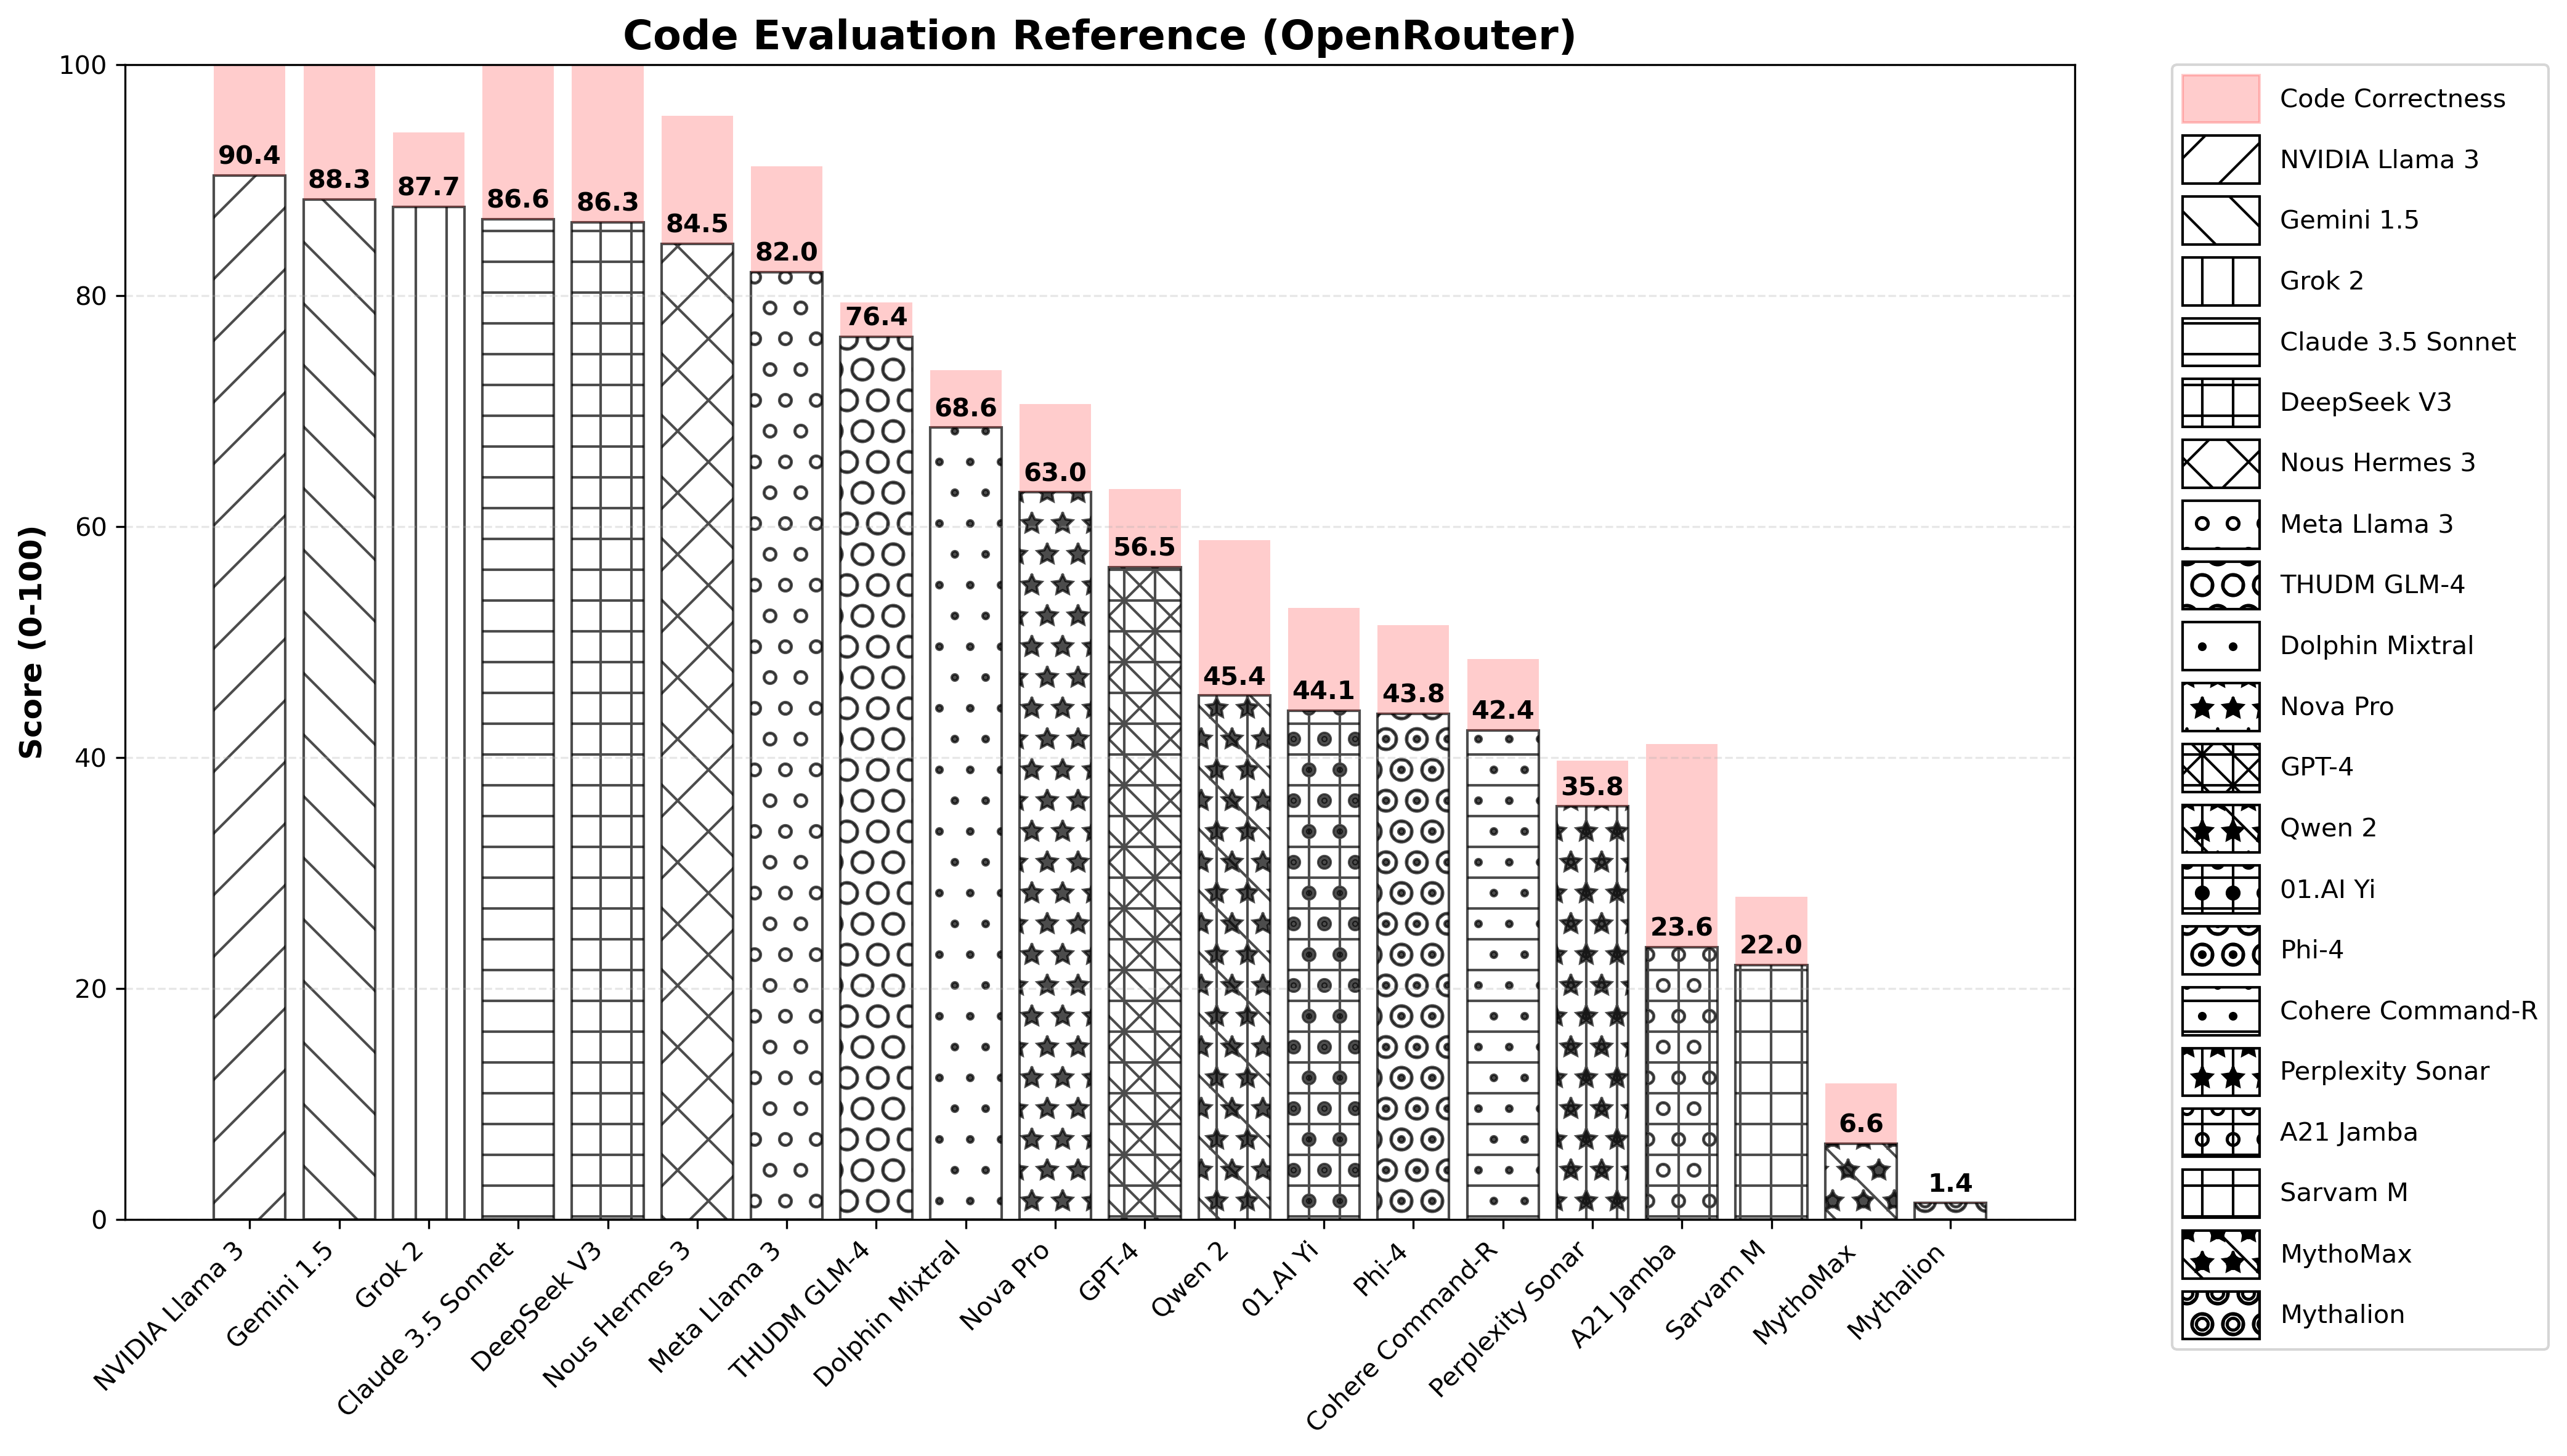 Code Evaluation Reference (OpenRouter)
Score (0-100)
100
80
60
40
20
0
90.4
88.3
87.7
86.6
86.3
84.5
82.0
76.4
68.6
63.0
56.5
45.4
44.1
43.8
42.4
35.8
23.6
22.0
6.6
1.4
NVIDIA Llama 3
Gemini 1.5
Grok 2
Claude 3.5 Sonnet
DeepSeek V3
Nous Hermes 3
Meta Llama 3
THUDM GLM-4
Dolphin Mixtral
Nova Pro
GPT-4
Qwen 2
01.AI Yi
Phi-4
Cohere Command-R
Perplexity Sonar
A21 Jamba
Sarvam M
MythoMax
Mythalion
Code Correctness
NVIDIA Llama 3
Gemini 1.5
Grok 2
Claude 3.5 Sonnet
DeepSeek V3
Nous Hermes 3
Meta Llama 3
THUDM GLM-4
Dolphin Mixtral
Nova Pro
GPT-4
Qwen 2
01.AI Yi
Phi-4
Cohere Command-R
Perplexity Sonar
A21 Jamba
Sarvam M
MythoMax
Mythalion